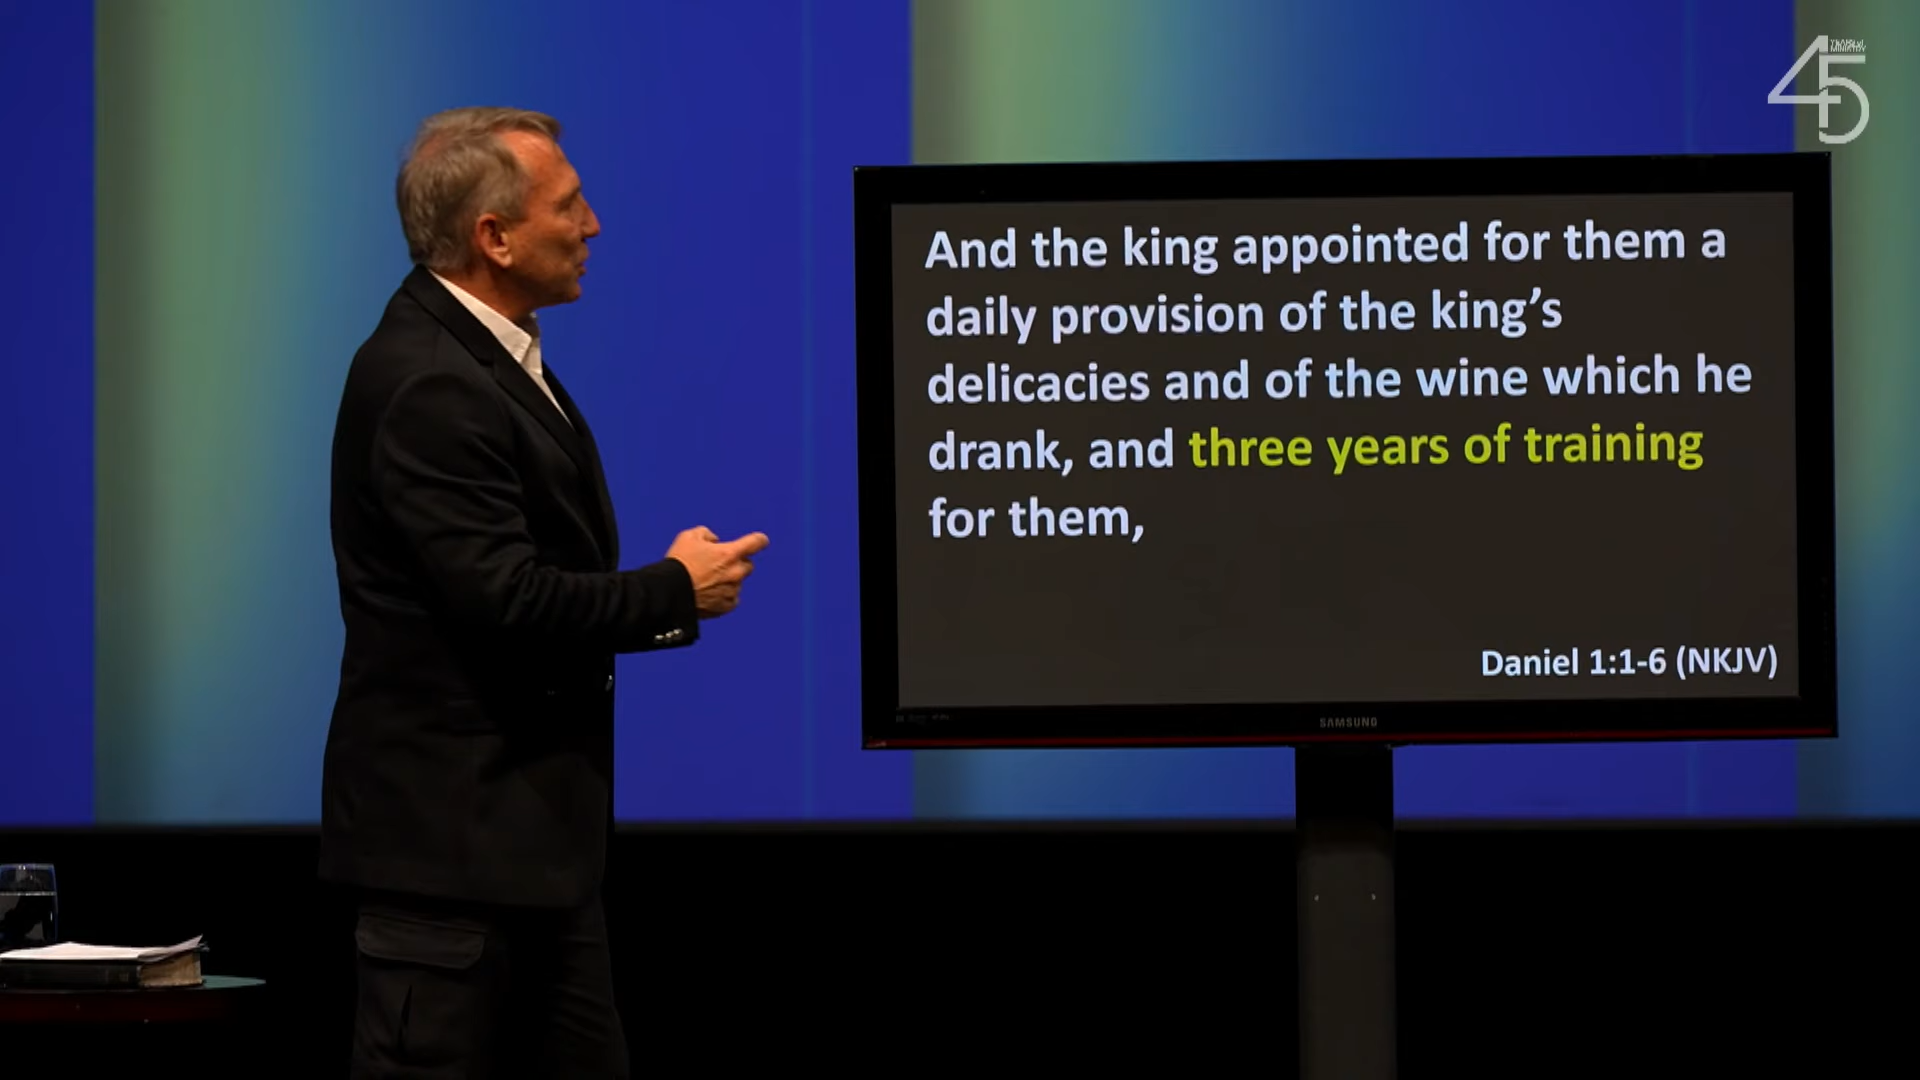 45
And the king appointed for them a
daily provision of the king's
delicacies and of the wine which he
drank, and three years of training
for them,
Daniel 1:1-6 (NKJV)
SAMSUNG